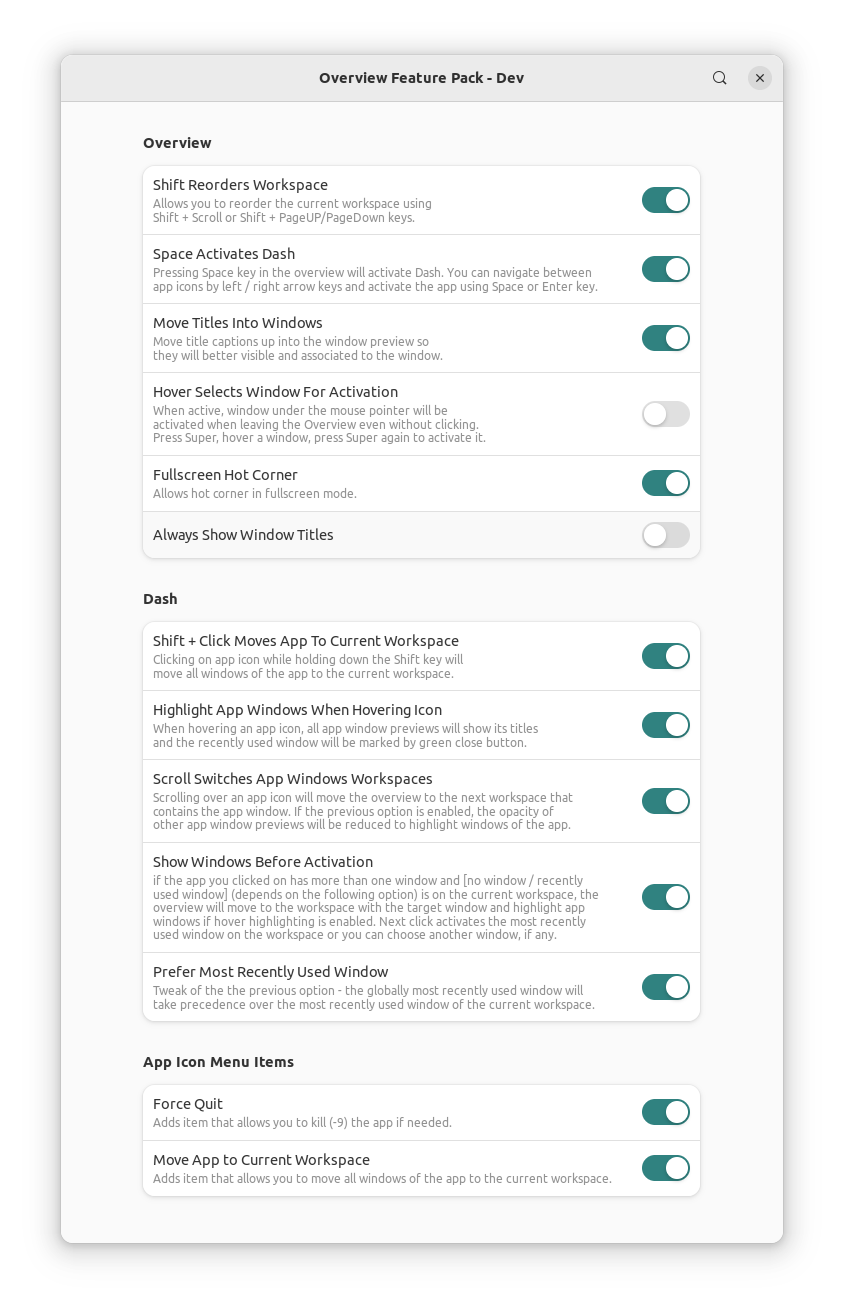 Overview Feature Pack - Dev
Overview
Shift Reorders Workspace
Allows you to reorder the current workspace using
Shift + Scroll or Shift + PageUP/PageDown keys.
Space Activates Dash
Pressing Space key in the overview will activate Dash. You can navigate between
app icons by left / right arrow keys and activate the app using Space or Enter key.
Move Titles Into Windows
Move title captions up into the window preview so
they will better visible and associated to the window.
Hover Selects Window For Activation
When active, window under the mouse pointer will be
activated when leaving the Overview even without clicking.
Press Super, hover a window, press Super again to activate it.
Fullscreen Hot Corner
Allows hot corner in fullscreen mode.
Always Show Window Titles
Dash
Shift + Click Moves App To Current Workspace
Clicking on app icon while holding down the Shift key will
move all windows of the app to the current workspace.
Highlight App Windows When Hovering Icon
When hovering an app icon, all app window previews will show its titles
and the recently used window will be marked by green close button.
Scroll Switches App Windows Workspaces
Scrolling over an app icon will move the overview to the next workspace that
contains the app window. If the previous option is enabled, the opacity of
other app window previews will be reduced to highlight windows of the app.
Show Windows Before Activation
if the app you clicked on has more than one window and [no window / recently
used window] (depends on the following option) is on the current workspace, the
overview will move to the workspace with the target window and highlight app
windows if hover highlighting is enabled. Next click activates the most recently
used window on the workspace or you can choose another window, if any.
Prefer Most Recently Used Window
Tweak of the the previous option - the globally most recently used window will
take precedence over the most recently used window of the current workspace.
App Icon Menu Items
Force Quit
Adds item that allows you to kill (-9) the app if needed.
Move App to Current Workspace
Adds item that allows you to move all windows of the app to the current workspace.